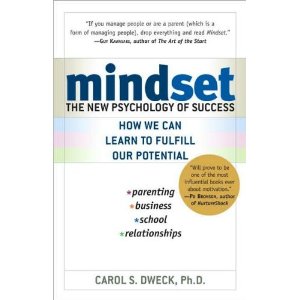 "If you manage people or are a parent (which is a
form of managing people), drop everything and read Mindset."
—Guy Kawasaki, author of The Art of the Start
mindset
THE NEW PSYCHOLOGY OF SUCCESS
HOW WE CAN
LEARN TO FULFILL
OUR POTENTIAL
*parenting
*business
*school
*relationships
"Will prove to be
one of the most
influential books ever
about motivation."
—Po Bronson, author
of NurtureShock
CAROL S. DWECK, Ph.D.